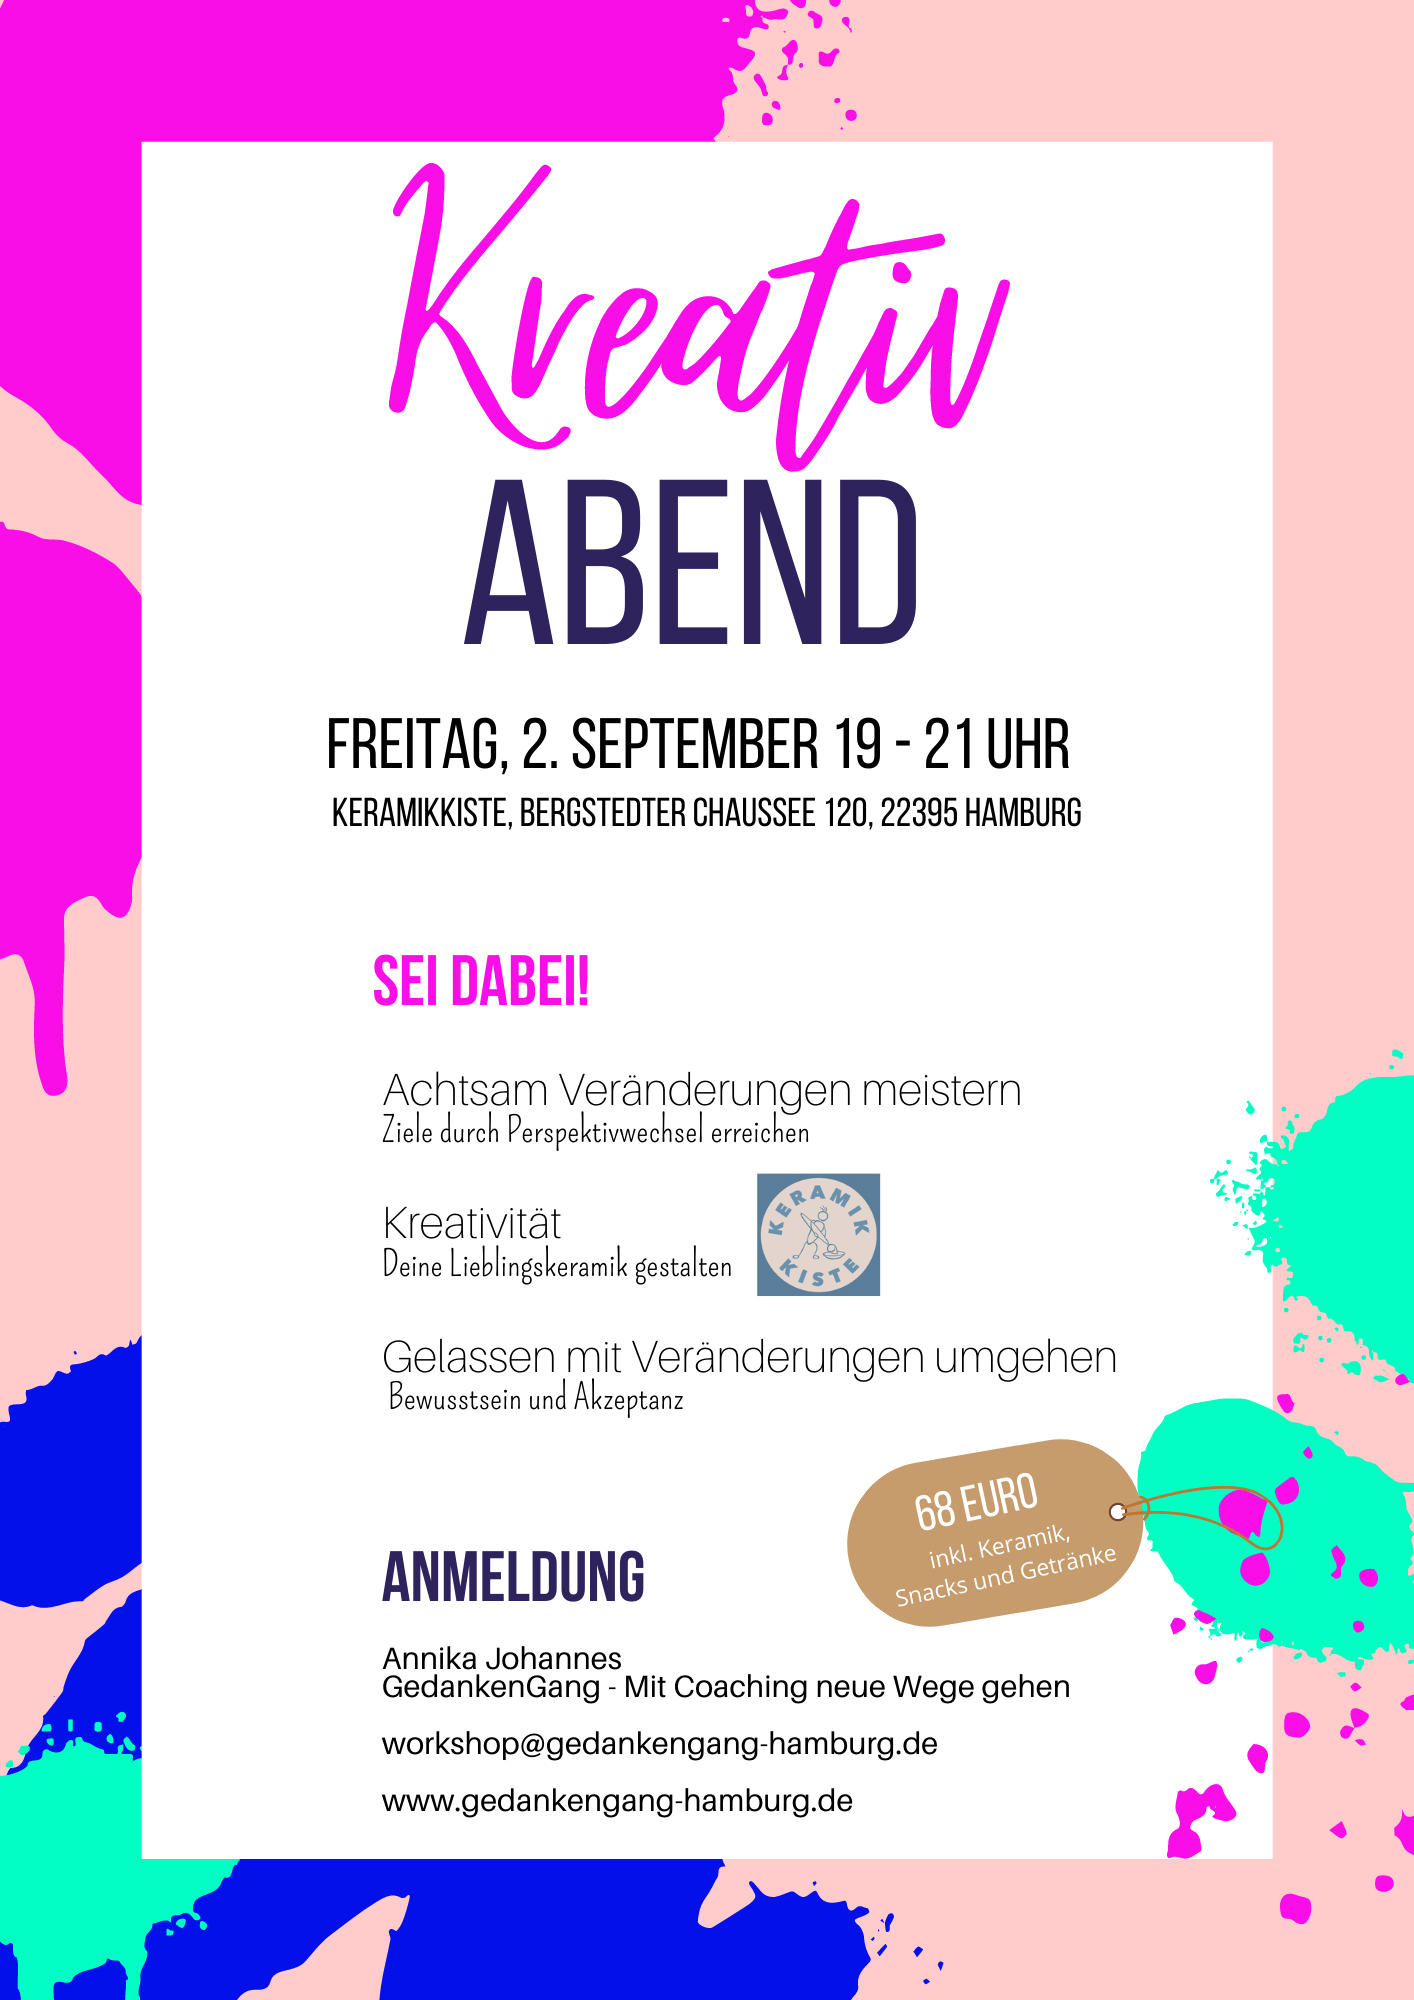 Kreativ
ABEND
FREITAG, 2. SEPTEMBER 19 - 21 UHR
KERAMIKKISTE, BERGSTEDTER CHAUSSEE 120, 22395 HAMBURG
SEI DABEI!
Achtsam Veränderungen meistern
Ziele durch Perspektivwechsel erreichen
Kreativität
Deine Lieblingskeramik gestalten
KERAMIK
KISTE
Gelassen mit Veränderungen umgehen
Bewusstsein und Akzeptanz
68 EURO
inkl. Keramik,
Snacks und Getränke
ANMELDUNG
Annika Johannes
GedankenGang - Mit Coaching neue Wege gehen
workshop@gedankengang-hamburg.de
www.gedankengang-hamburg.de